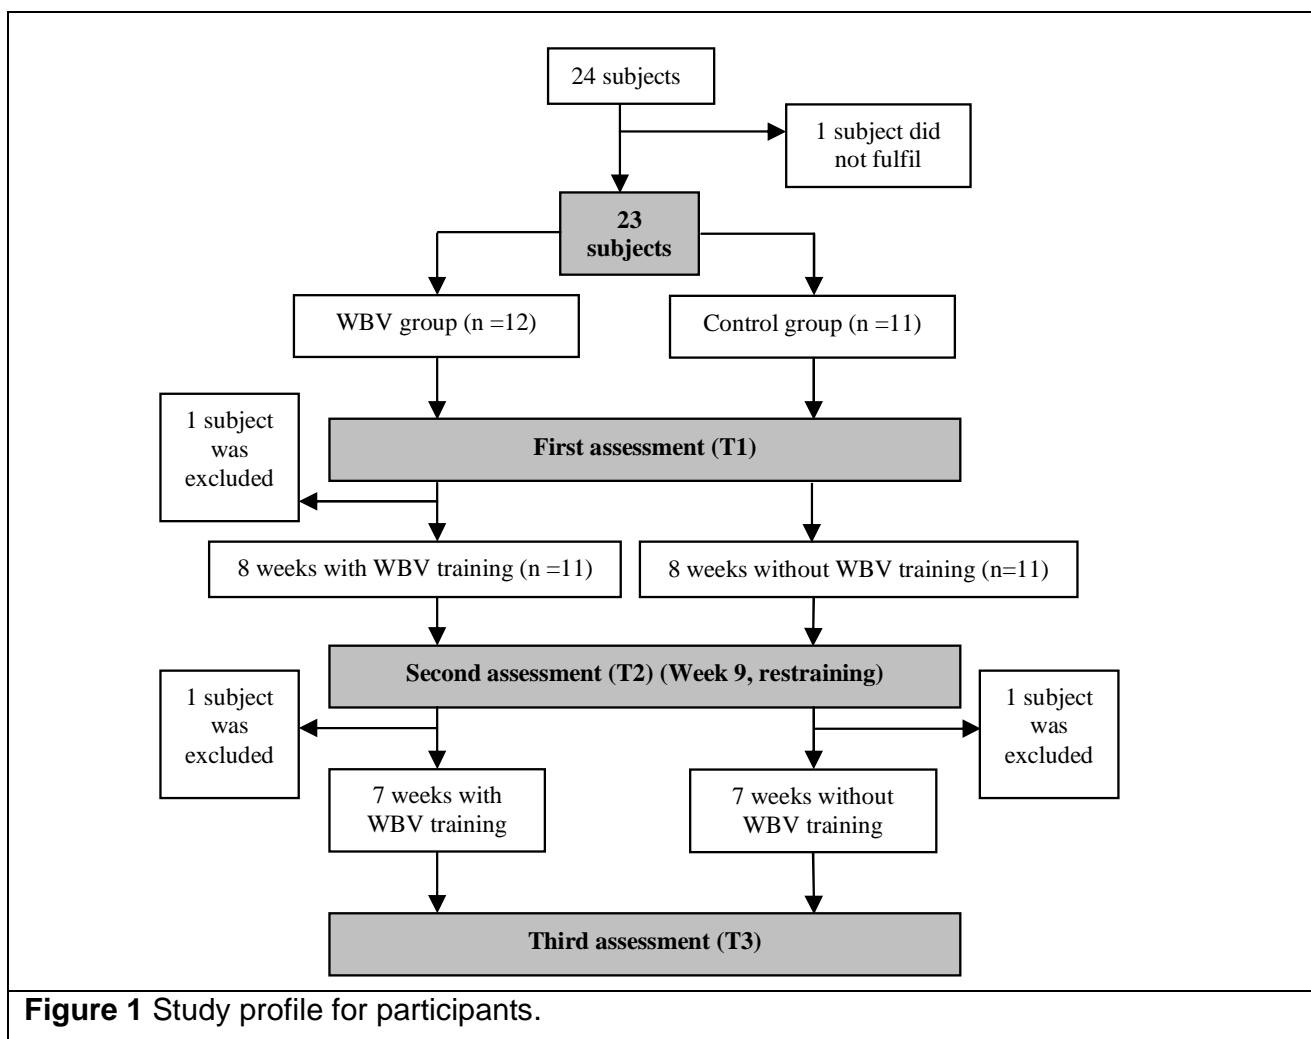 24 subjects
1 subject did
not fulfil
23
subjects
WBV group (n =12)
Control group (n =11)
1 subject
was
excluded
First assessment (T1)
8 weeks with WBV training (n =11)
8 weeks without WBV training (n=11)
Second assessment (T2) (Week 9, restraining)
1 subject
was
excluded
1 subject
was
excluded
7 weeks with
WBV training
7 weeks without
WBV training
Third assessment (T3)
Figure 1 Study profile for participants.